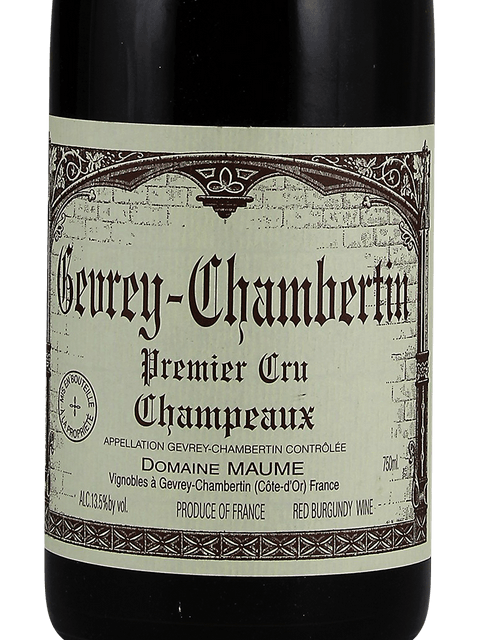 Gevrey-Chambertin
Premier Cru
Champeaux
MIS EN BOUTEILLE
À LA PROPRIÉTÉ
APPELLATION GEVREY-CHAMBERTIN CONTRÔLÉE
DOMAINE MAUME
750ml
Vignobles à Gevrey-Chambertin (Côte-d'Or) France
ALC.13.5%by vol. PRODUCE OF FRANCE RED BURGUNDY WINE